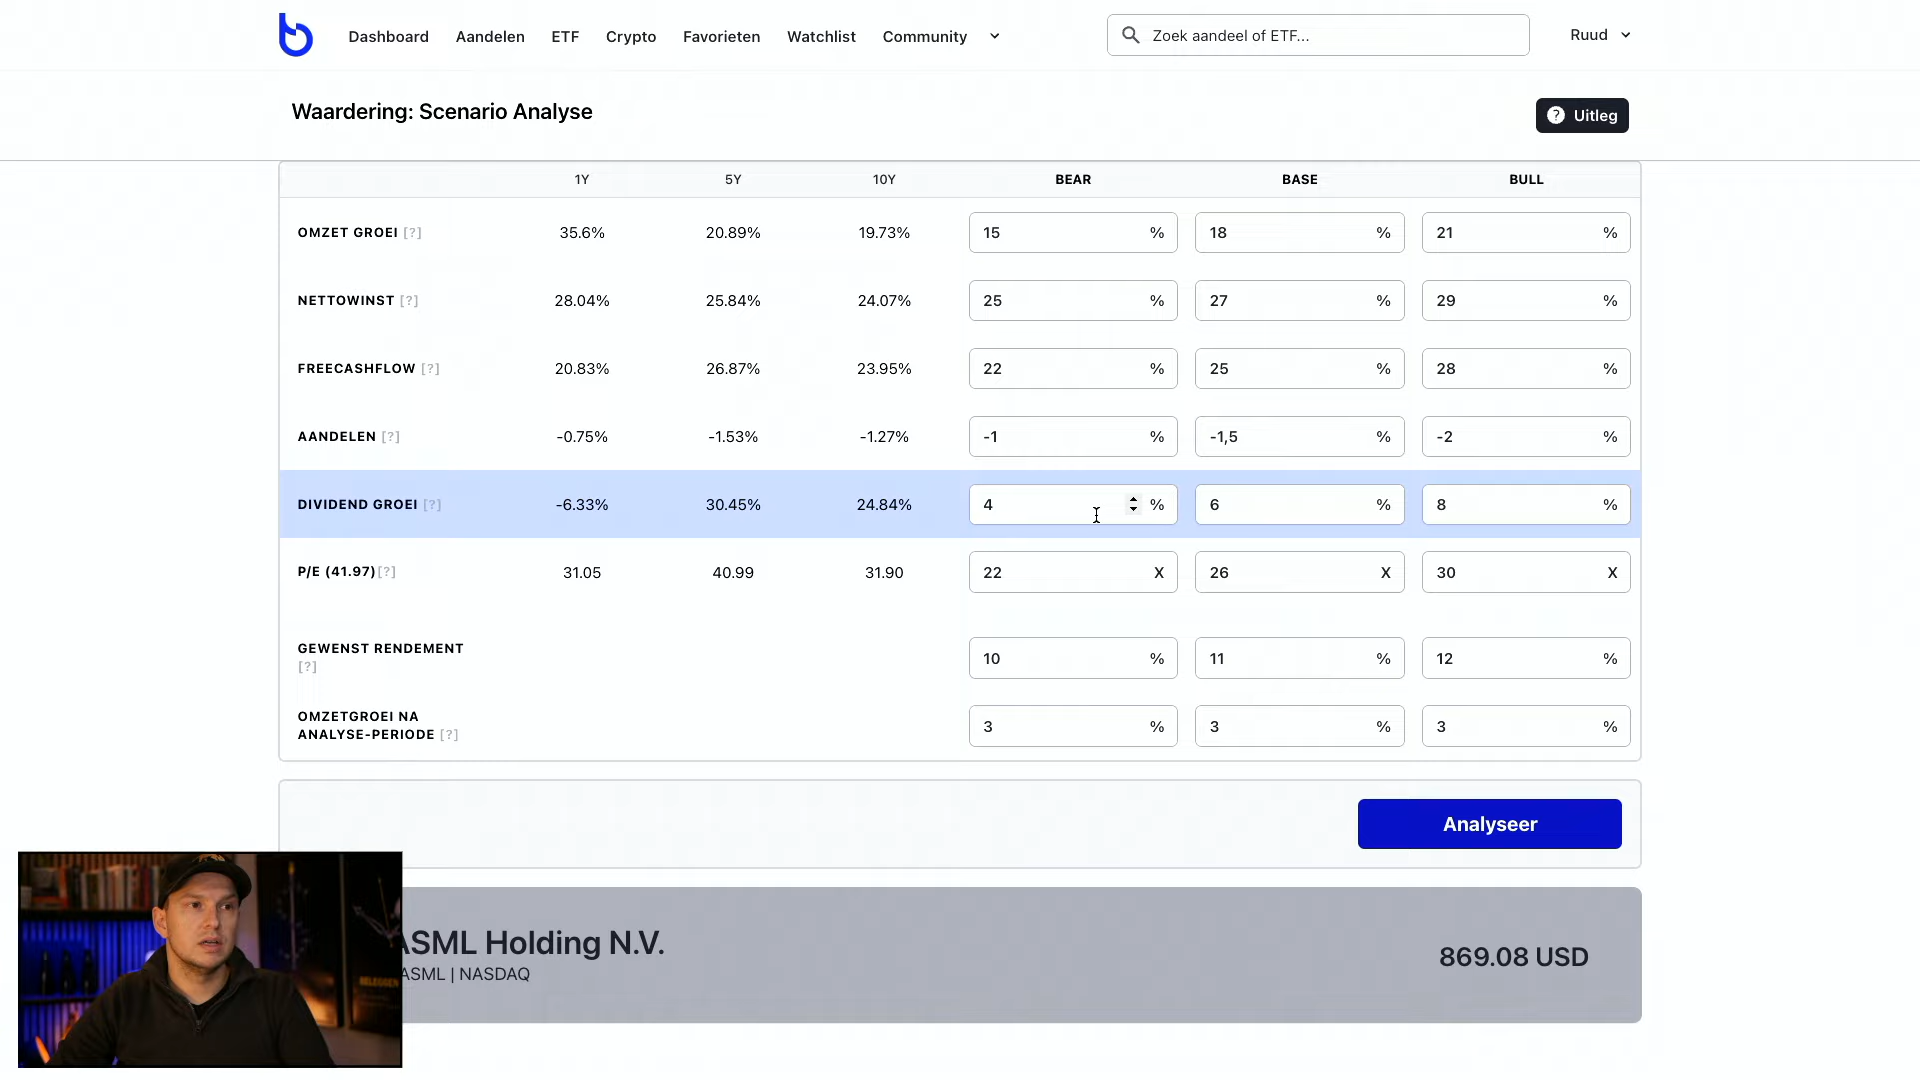 Dashboard Aandelen ETF Crypto Favorieten Watchlist Community Zoek aandeel of ETF... Ruud
Waardering: Scenario Analyse
? Uitleg
1Y 5Y 10Y BEAR BASE BULL
OMZET GROEI [?] 35.6% 20.89% 19.73% 15 % 18 % 21 %
NETTOWINST [?] 28.04% 25.84% 24.07% 25 % 27 % 29 %
FREECASHFLOW [?] 20.83% 26.87% 23.95% 22 % 25 % 28 %
AANDELEN [?] -0.75% -1.53% -1.27% -1 % -1,5 % -2 %
DIVIDEND GROEI [?] -6.33% 30.45% 24.84% 4 % 6 % 8 %
P/E (41.97)[?] 31.05 40.99 31.90 22 X 26 X 30 X
GEWENST RENDEMENT
[?] 10 % 11 % 12 %
OMZETGROEI NA
ANALYSE-PERIODE [?] 3 % 3 % 3 %
Analyseer
ASML Holding N.V.
ASML | NASDAQ
869.08 USD
BELEGGEN